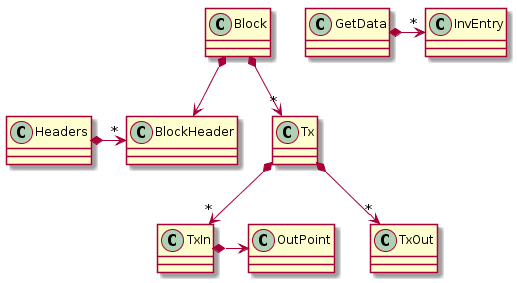 C Block
C GetData
*
C InvEntry
C Headers
*
C BlockHeader
*
C Tx
*
*
C TxIn
C OutPoint
C TxOut